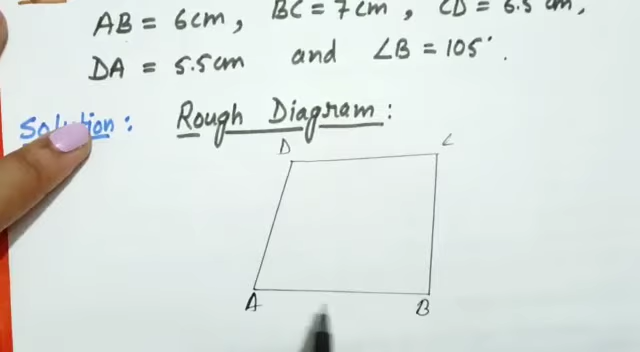 AB = 6cm, BC = 7cm, CD = 6.5 cm,
DA = 5.5cm and ∠B = 105°.
Solution: Rough Diagram:
D C
A B